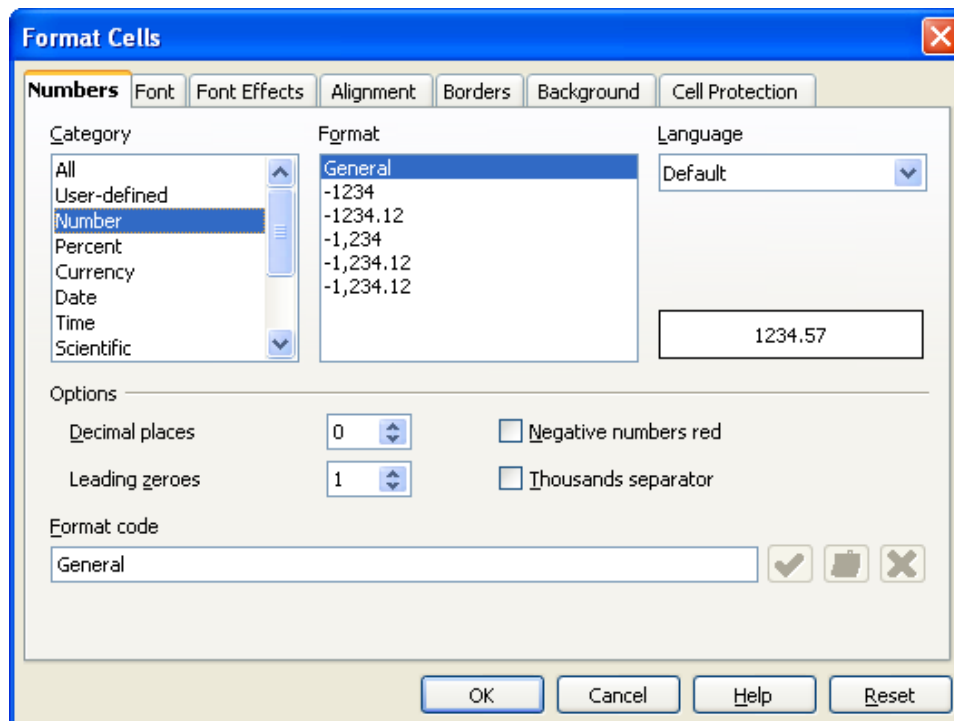 Format Cells
Numbers Font Font Effects Alignment Borders Background Cell Protection
Category Format Language
All
User-defined
Number
Percent
Currency
Date
Time
Scientific
General
-1234
-1234.12
-1,234
-1,234.12
-1,234.12
Default
1234.57
Options
Decimal places 0 Negative numbers red
Leading zeroes 1 Thousands separator
Format code
General
OK Cancel Help Reset